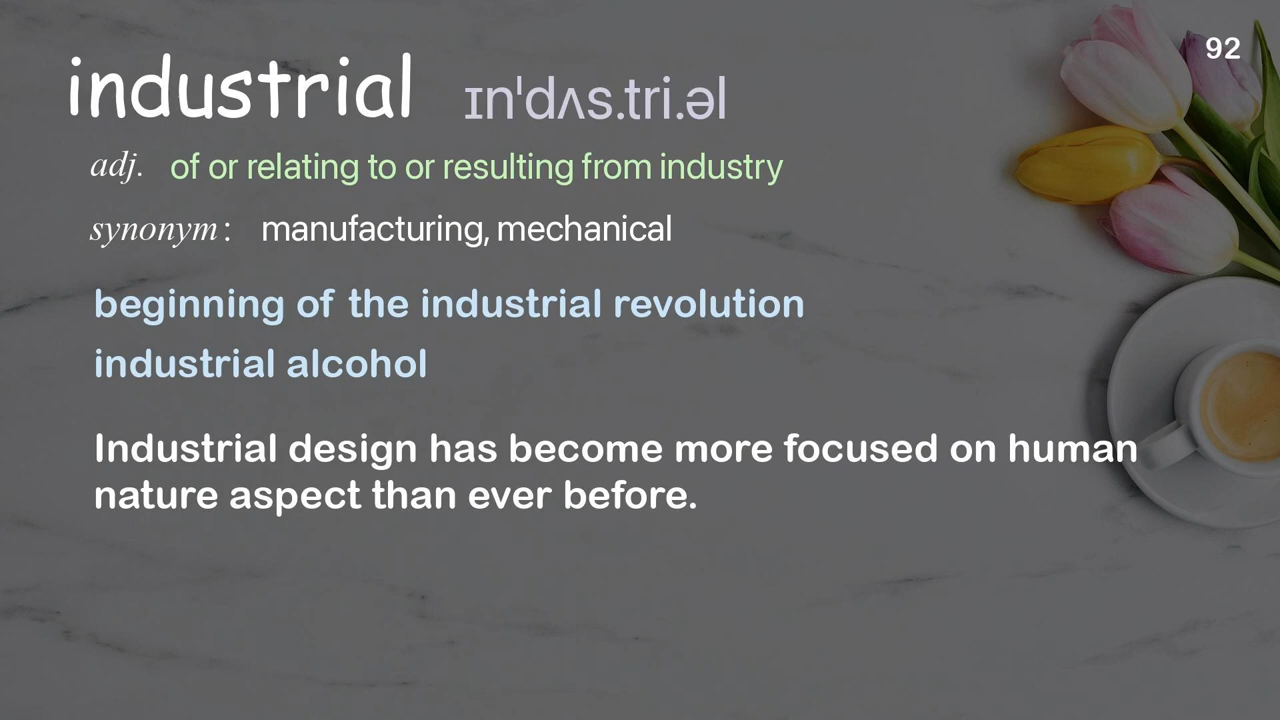 92
industrial ɪnˈdʌs.tri.əl
adj. of or relating to or resulting from industry
synonym: manufacturing, mechanical
beginning of the industrial revolution
industrial alcohol
Industrial design has become more focused on human
nature aspect than ever before.